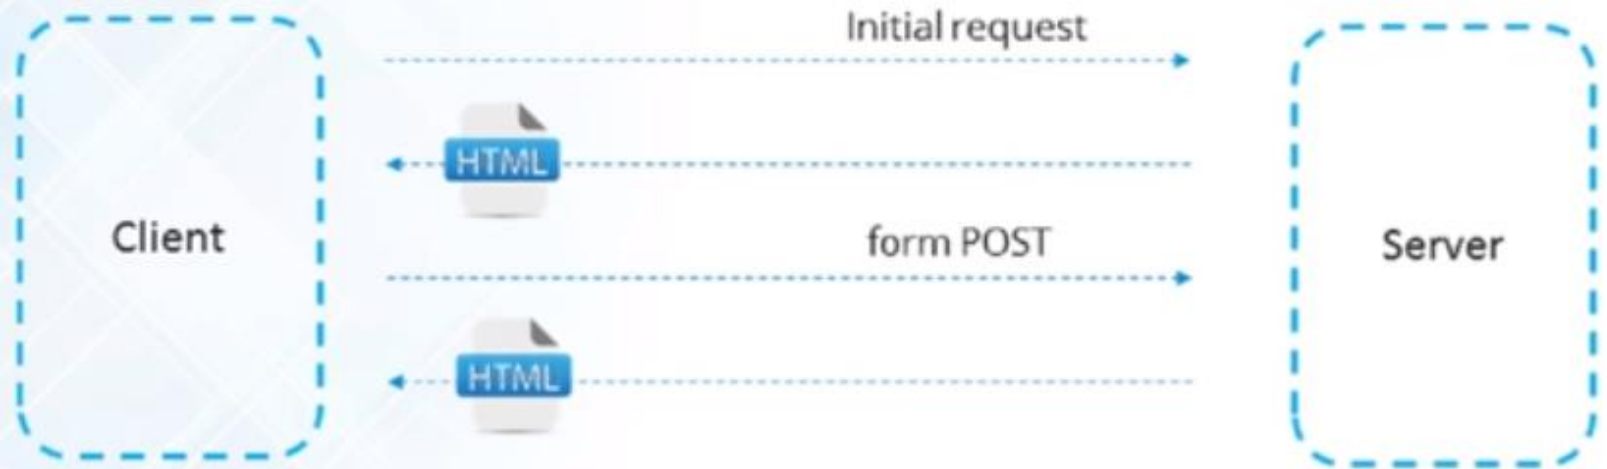 Initial request
HTML
Client
form POST
Server
HTML